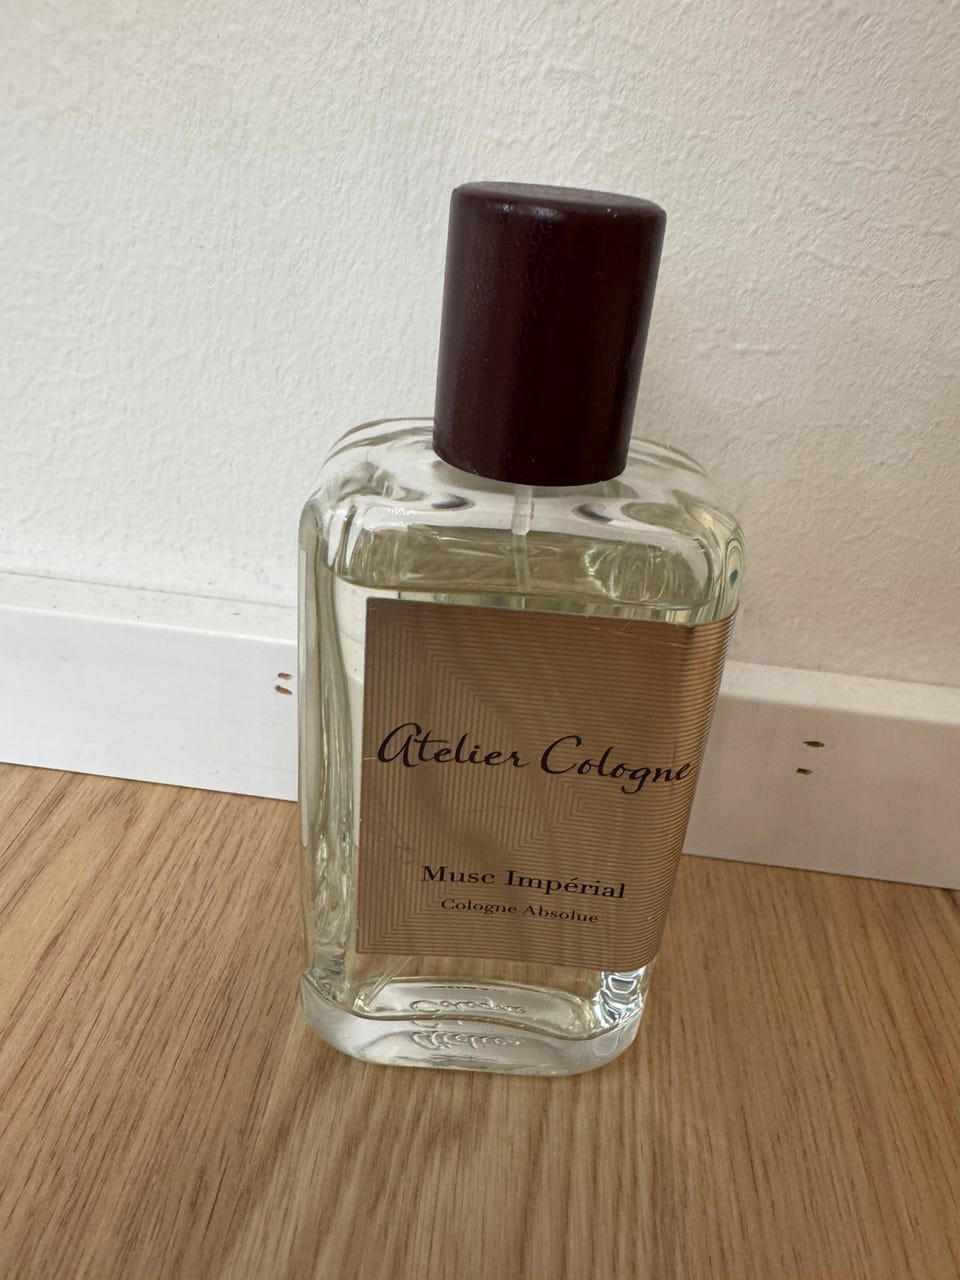 Atelier Cologne
Musc Impérial
Cologne Absolue